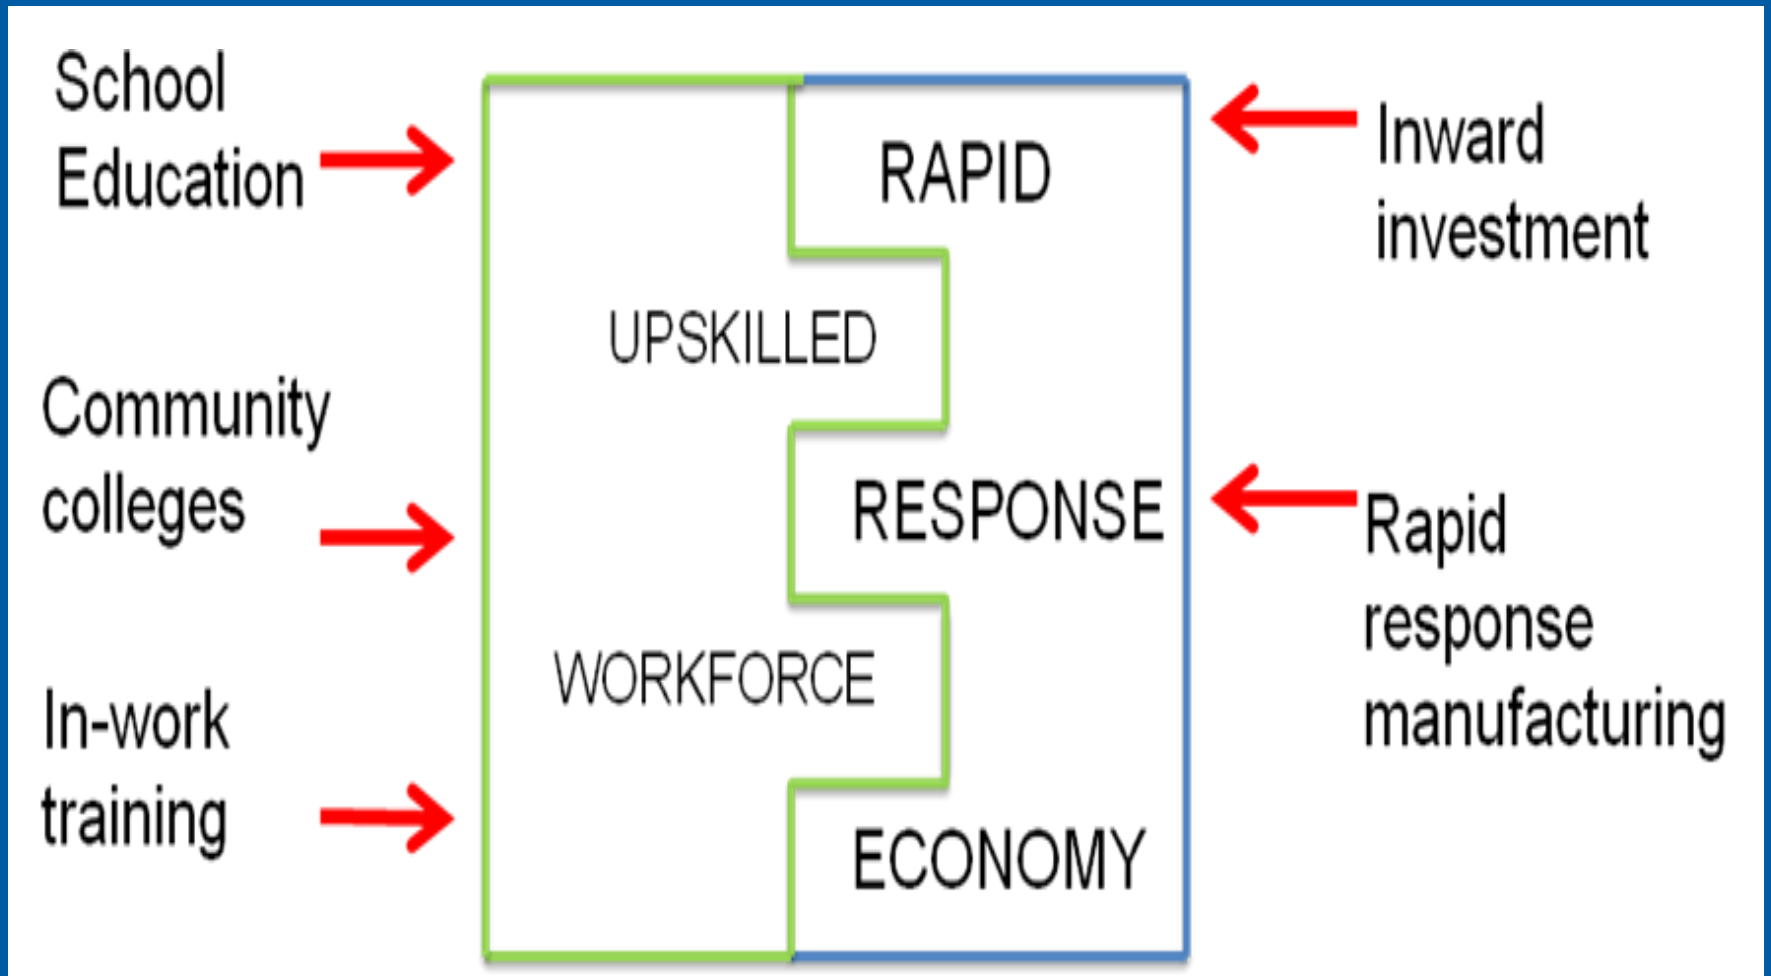 School
Education
Community
colleges
In-work
training
UPSKILLED
WORKFORCE
RAPID
RESPONSE
ECONOMY
Inward
investment
Rapid
response
manufacturing